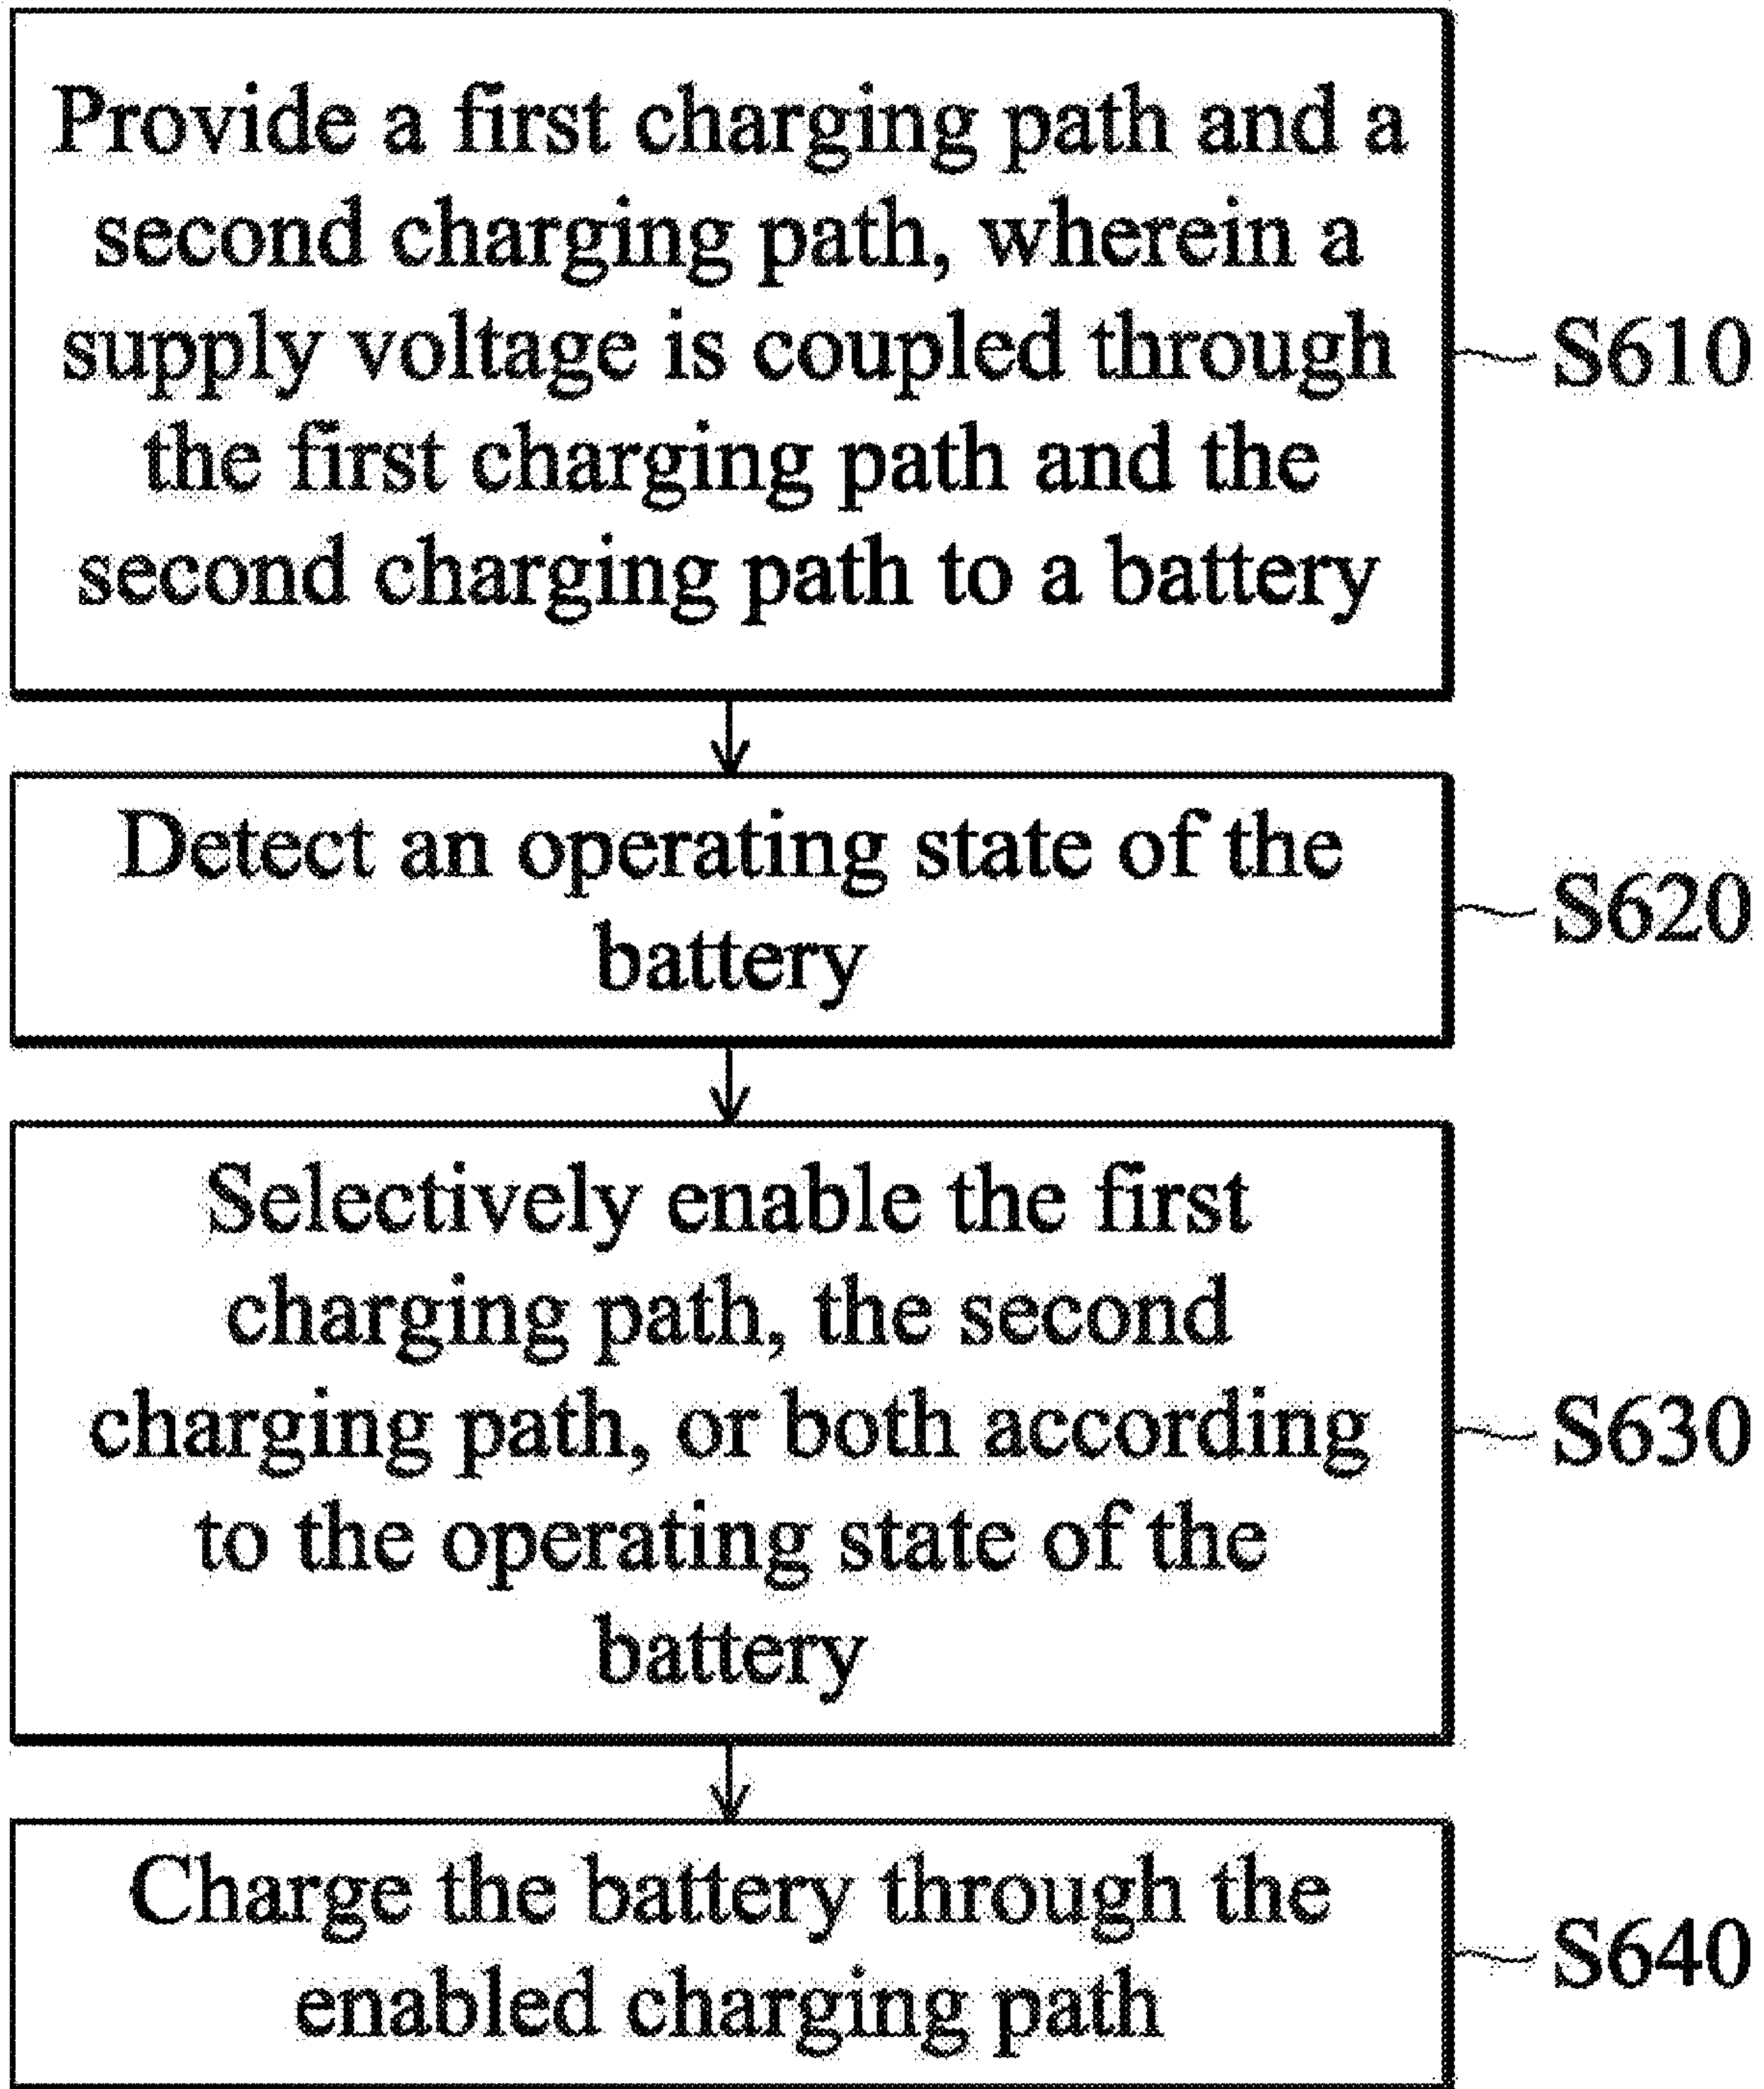 Provide a first charging path and a
second charging path, wherein a
supply voltage is coupled through
the first charging path and the
second charging path to a battery
S610
Detect an operating state of the
battery
S620
Selectively enable the first
charging path, the second
charging path, or both according
to the operating state of the
battery
S630
Charge the battery through the
enabled charging path
S640